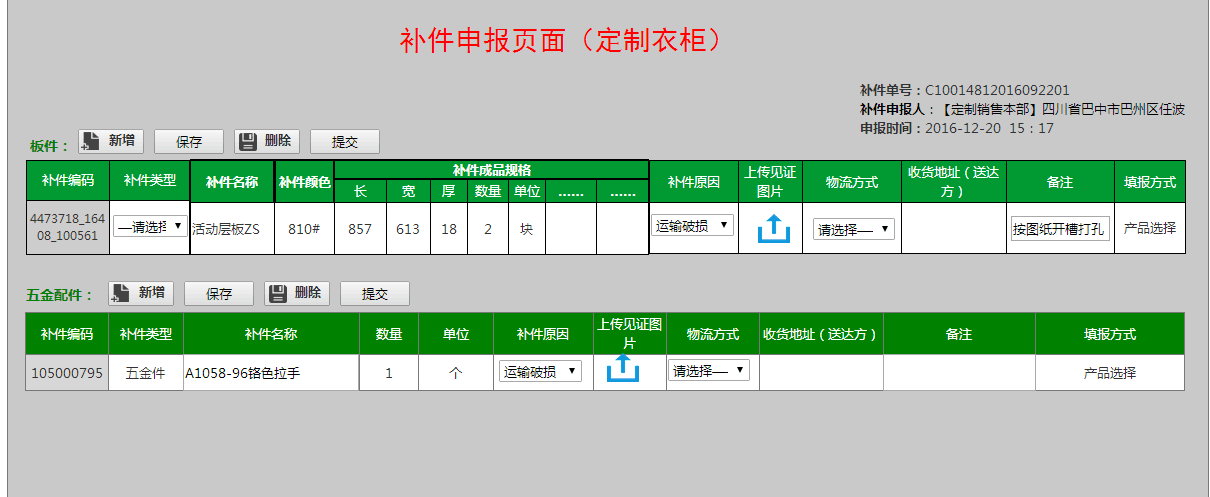 补件申报页面（定制衣柜）
补件单号：C10014812016092201
补件申报人：【定制销售本部】四川省巴中市巴州区任波
申报时间：2016-12-20 15：17
板件： 新增 保存 删除 提交
补件编码 补件类型 补件名称 补件颜色 补件成品规格 补件原因 上传见证图片 物流方式 收货地址（送达方） 备注 填报方式
长 宽 厚 数量 单位 …… ……
4473718_16408_100561 —请选择 活动层板ZS 810# 857 613 18 2 块 运输破损 请选择— 按图纸开槽打孔 产品选择
五金配件： 新增 保存 删除 提交
补件编码 补件类型 补件名称 数量 单位 补件原因 上传见证图片 物流方式 收货地址（送达方） 备注 填报方式
105000795 五金件 A1058-96铬色拉手 1 个 运输破损 请选择— 产品选择